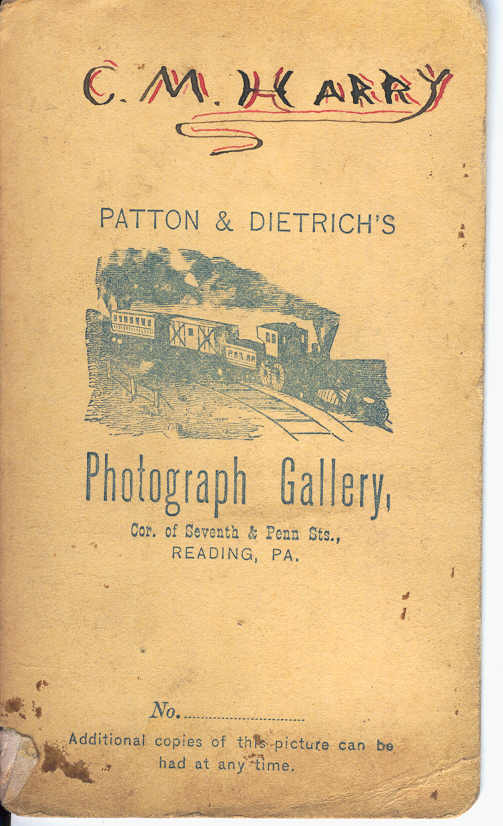 C. M. HARRY
PATTON & DIETRICH'S
Photograph Gallery,
Cor. of Seventh & Penn Sts.,
READING, PA.
No.
Additional copies of this picture can be
had at any time.